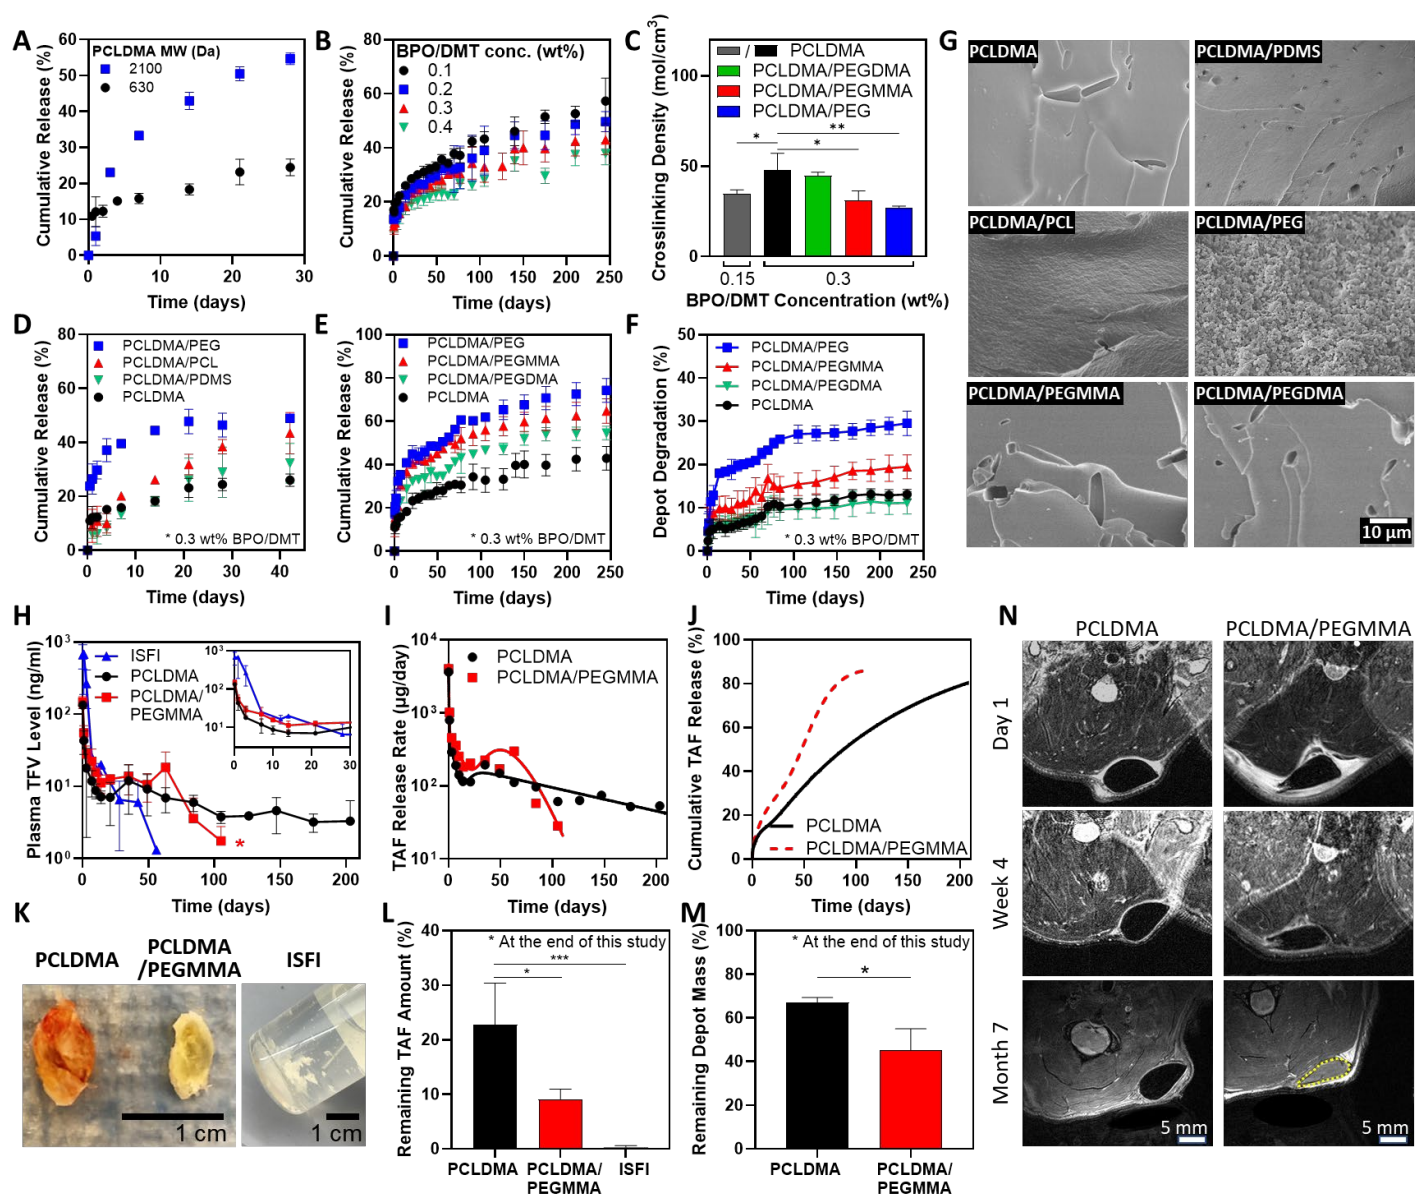 A
PCLDMA MW (Da)
2100
630
Cumulative Release (%)
0
10
20
30
40
50
60
0
10
20
30
Time (days)
B
BPO/DMT conc. (wt%)
0.1
0.2
0.3
0.4
Cumulative Release (%)
0
20
40
60
80
0
50
100
150
200
250
Time (days)
C
/ PCLDMA
PCLDMA/PEGDMA
PCLDMA/PEGMMA
PCLDMA/PEG
Crosslinking Density (mol/cm³)
0
50
100
*
**
*
0.15
0.3
BPO/DMT Concentration (wt%)
D
PCLDMA/PEG
PCLDMA/PCL
PCLDMA/PDMS
PCLDMA
Cumulative Release (%)
0
20
40
60
80
* 0.3 wt% BPO/DMT
0
10
20
30
40
Time (days)
E
PCLDMA/PEG
PCLDMA/PEGMMA
PCLDMA/PEGDMA
PCLDMA
Cumulative Release (%)
0
20
40
60
80
100
* 0.3 wt% BPO/DMT
0
50
100
150
200
250
Time (days)
F
PCLDMA/PEG
PCLDMA/PEGMMA
PCLDMA/PEGDMA
PCLDMA
Depot Degradation (%)
0
10
20
30
40
50
* 0.3 wt% BPO/DMT
0
50
100
150
200
250
Time (days)
G
PCLDMA
PCLDMA/PDMS
PCLDMA/PCL
PCLDMA/PEG
PCLDMA/PEGMMA
PCLDMA/PEGDMA
10 µm
H
ISFI
PCLDMA
PCLDMA/
PEGMMA
Plasma TFV Level (ng/ml)
10³
10²
10¹
10⁰
10³
10²
10¹
0
10
20
30
*
0
50
100
150
200
Time (days)
I
PCLDMA
PCLDMA/PEGMMA
TAF Release Rate (µg/day)
10⁴
10³
10²
10¹
0
50
100
150
200
Time (days)
J
Cumulative TAF Release (%)
0
20
40
60
80
100
PCLDMA
PCLDMA/PEGMMA
0
50
100
150
200
Time (days)
K
PCLDMA
PCLDMA
/PEGMMA
ISFI
1 cm
1 cm
L
* At the end of this study
***
*
Remaining TAF Amount (%)
0
10
20
30
40
PCLDMA
PCLDMA/
PEGMMA
ISFI
M
* At the end of this study
*
Remaining Depot Mass (%)
0
20
40
60
80
100
PCLDMA
PCLDMA/
PEGMMA
N
PCLDMA
PCLDMA/PEGMMA
Day 1
Week 4
Month 7
5 mm
5 mm